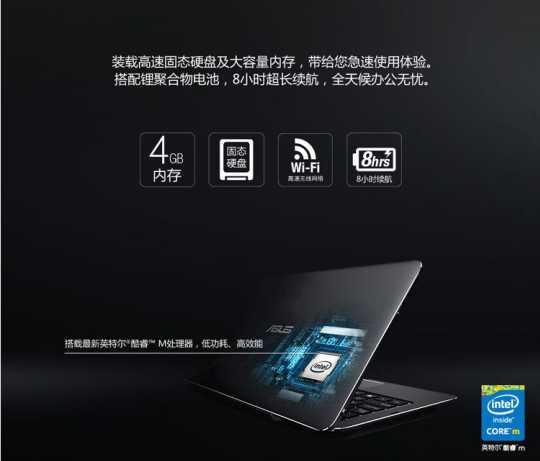 装载高速固态硬盘及大容量内存，带给您急速使用体验。
搭配锂聚合物电池，8小时超长续航，全天候办公无忧。
4GB
内存
固态
硬盘
Wi-Fi
高速无线网络
8hrs
8小时续航
ASUS
搭载最新英特尔®酷睿™ M处理器，低功耗、高效能
intel
intel
inside™
CORE™ m
英特尔®酷睿™ m